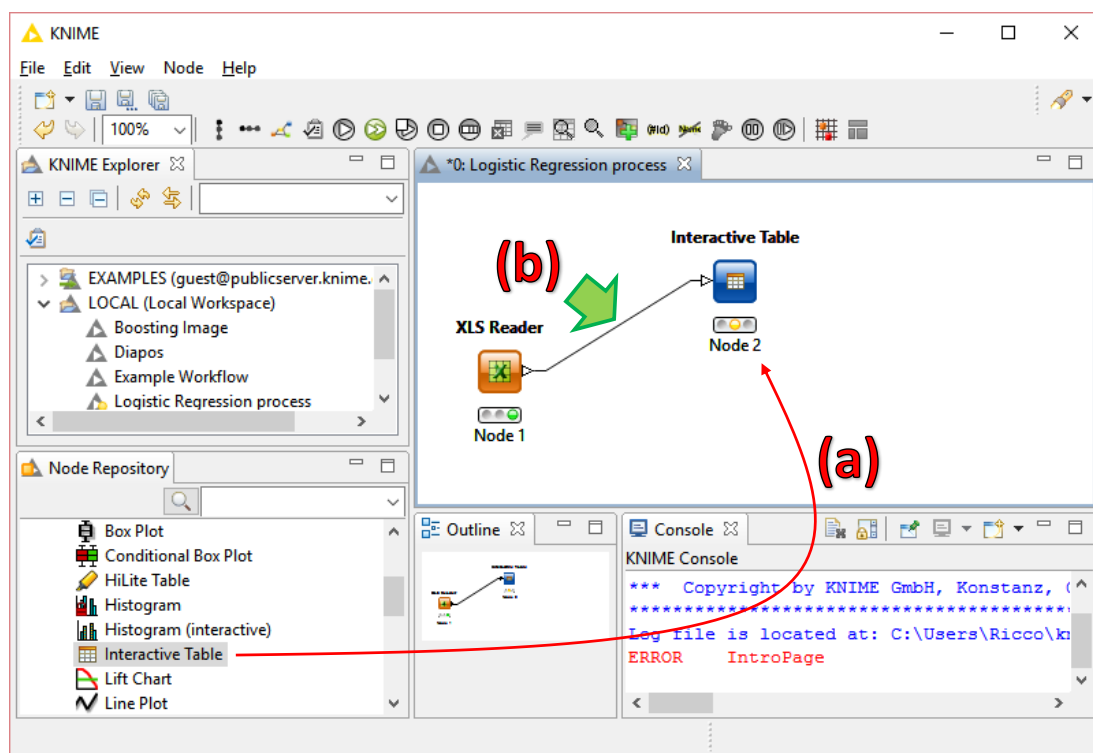 KNIME
File Edit View Node Help
100%
(#Id)
KNIME Explorer
*0: Logistic Regression process
EXAMPLES (guest@publicserver.knime.
LOCAL (Local Workspace)
Boosting Image
Diapos
Example Workflow
Logistic Regression process
Interactive Table
(b)
XLS Reader
Node 2
Node 1
(a)
Node Repository
Box Plot
Conditional Box Plot
HiLite Table
Histogram
Histogram (interactive)
Interactive Table
Lift Chart
Line Plot
Outline
Console
KNIME Console
*** Copyright by KNIME GmbH, Konstanz,
****************************************
Log file is located at: C:\Users\Ricco\kn
ERROR IntroPage